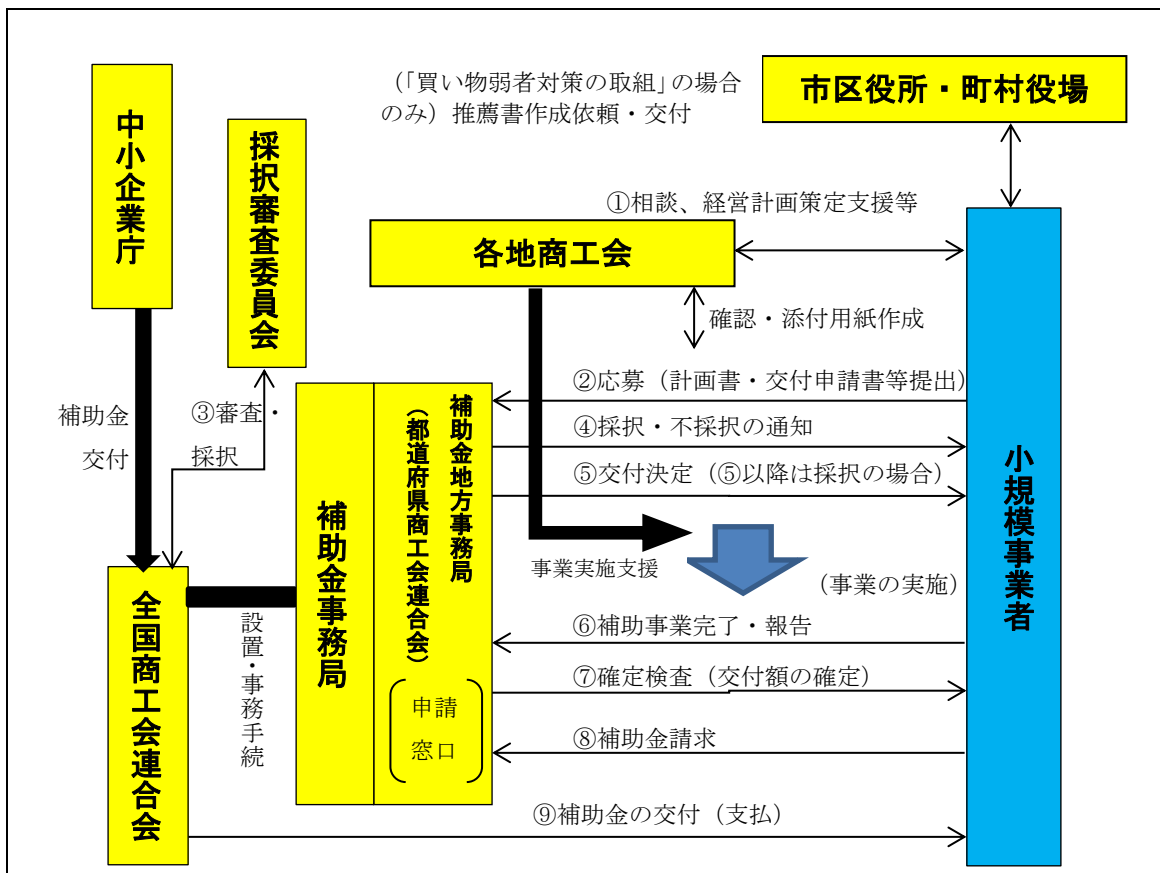 （「買い物弱者対策の取組」の場合
のみ）推薦書作成依頼・交付
市区役所・町村役場
中小企業庁
採択審査委員会
①相談、経営計画策定支援等
各地商工会
確認・添付用紙作成
小規模事業者
補助金
交付
③審査・
採択
補助金事務局
補助金地方事務局
（都道府県商工会連合会）
申請
窓口
②応募（計画書・交付申請書等提出）
④採択・不採択の通知
⑤交付決定（⑤以降は採択の場合）
事業実施支援
（事業の実施）
全国商工会連合会
設置・事務手続
⑥補助事業完了・報告
⑦確定検査（交付額の確定）
⑧補助金請求
⑨補助金の交付（支払）